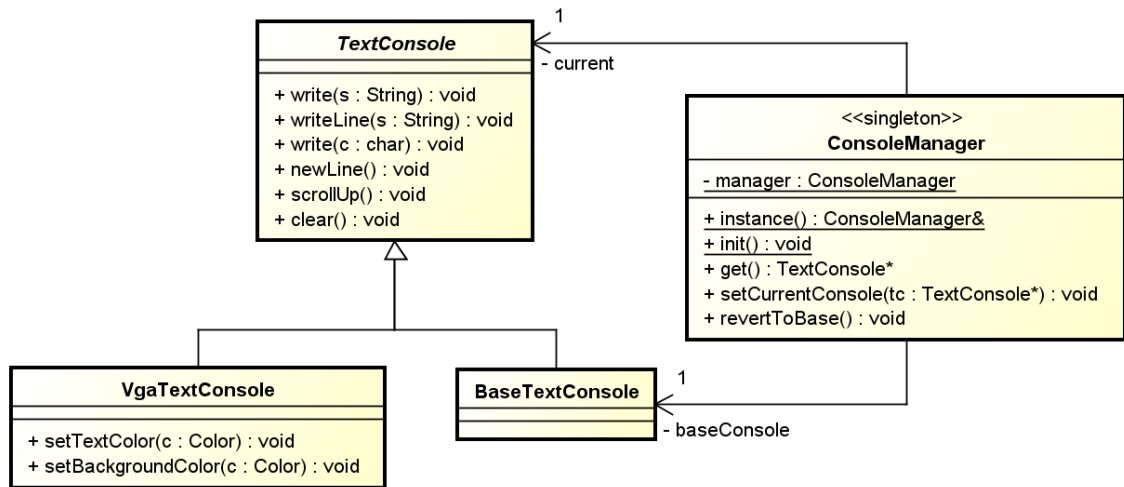 TextConsole
+ write(s : String) : void
+ writeLine(s : String) : void
+ write(c : char) : void
+ newLine() : void
+ scrollUp() : void
+ clear() : void
1
- current
<<singleton>>
ConsoleManager
- manager : ConsoleManager
+ instance() : ConsoleManager&
+ init() : void
+ get() : TextConsole*
+ setCurrentConsole(tc : TextConsole*) : void
+ revertToBase() : void
VgaTextConsole
+ setTextColor(c : Color) : void
+ setBackgroundColor(c : Color) : void
BaseTextConsole
1
- baseConsole